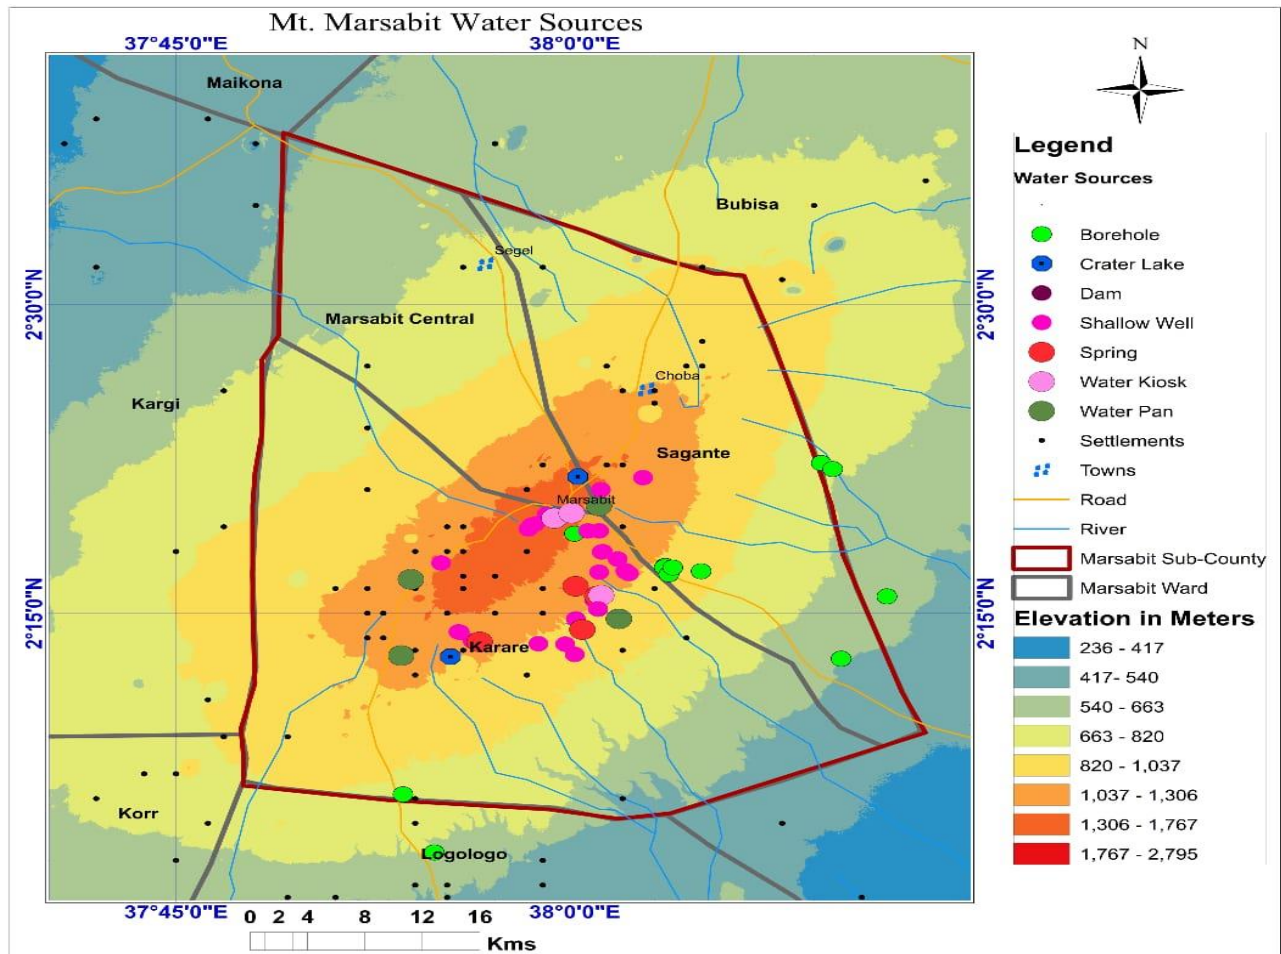 Mt. Marsabit Water Sources
37°45'0"E
38°0'0"E
N
Maikona
Bubisa
Segel
2°30'0"N
2°30'0"N
Marsabit Central
Choba
Kargi
Sagante
Marsabit
2°15'0"N
2°15'0"N
Karare
Korr
Logologo
37°45'0"E
38°0'0"E
0 2 4 8 12 16
Kms
Legend
Water Sources
Borehole
Crater Lake
Dam
Shallow Well
Spring
Water Kiosk
Water Pan
Settlements
Towns
Road
River
Marsabit Sub-County
Marsabit Ward
Elevation in Meters
236 - 417
417- 540
540 - 663
663 - 820
820 - 1,037
1,037 - 1,306
1,306 - 1,767
1,767 - 2,795